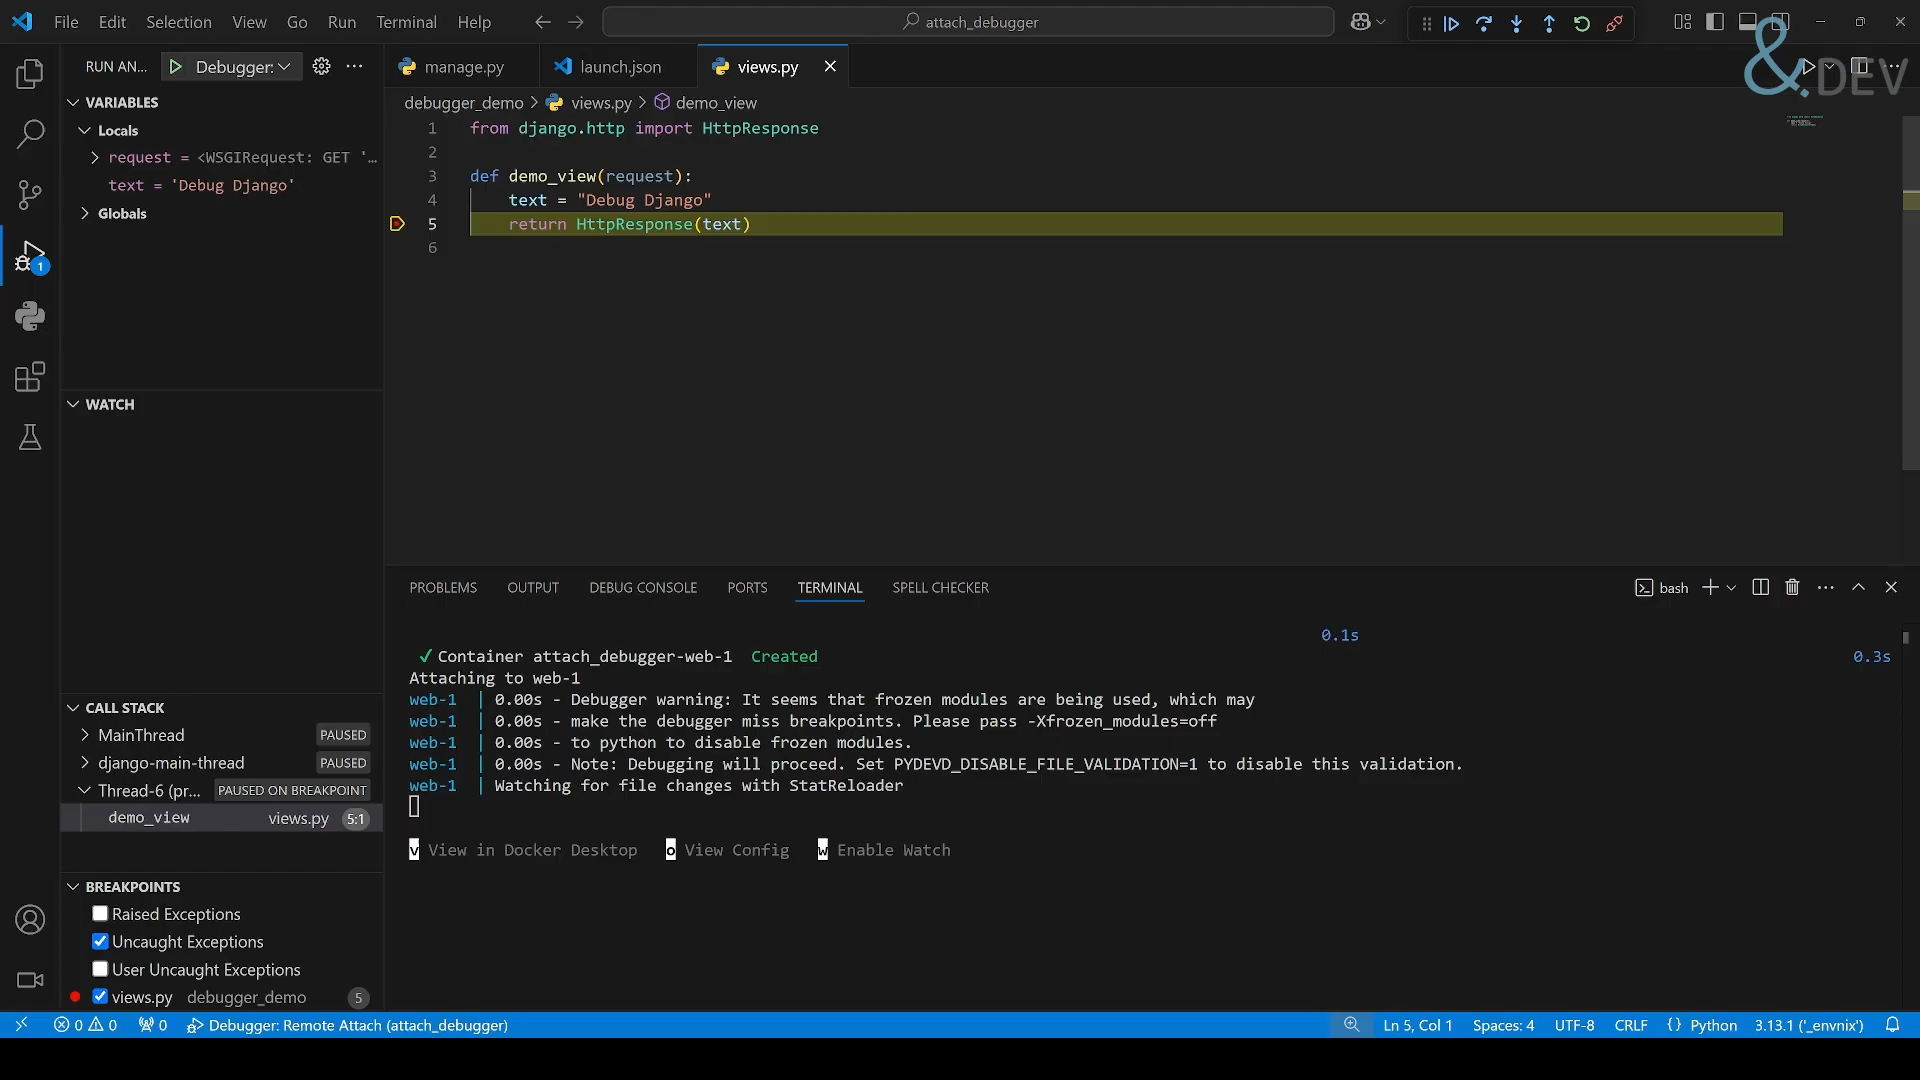 File Edit Selection View Go Run Terminal Help
attach_debugger
&.DEV
RUN AN...
Debugger:
manage.py
launch.json
views.py
debugger_demo > views.py > demo_view
VARIABLES
Locals
request = <WSGIRequest: GET '...
text = 'Debug Django'
Globals
1 from django.http import HttpResponse
2
3 def demo_view(request):
4 text = "Debug Django"
5 return HttpResponse(text)
6
1
WATCH
CALL STACK
MainThread PAUSED
django-main-thread PAUSED
Thread-6 (pr... PAUSED ON BREAKPOINT
demo_view views.py 5:1
BREAKPOINTS
Raised Exceptions
Uncaught Exceptions
User Uncaught Exceptions
views.py debugger_demo 5
PROBLEMS OUTPUT DEBUG CONSOLE PORTS TERMINAL SPELL CHECKER
bash
0.1s
✓ Container attach_debugger-web-1 Created 0.3s
Attaching to web-1
web-1 | 0.00s - Debugger warning: It seems that frozen modules are being used, which may
web-1 | 0.00s - make the debugger miss breakpoints. Please pass -Xfrozen_modules=off
web-1 | 0.00s - to python to disable frozen modules.
web-1 | 0.00s - Note: Debugging will proceed. Set PYDEVD_DISABLE_FILE_VALIDATION=1 to disable this validation.
web-1 | Watching for file changes with StatReloader
v View in Docker Desktop o View Config w Enable Watch
0 0 0 Debugger: Remote Attach (attach_debugger)
Ln 5, Col 1 Spaces: 4 UTF-8 CRLF {} Python 3.13.1 ('_envnix')